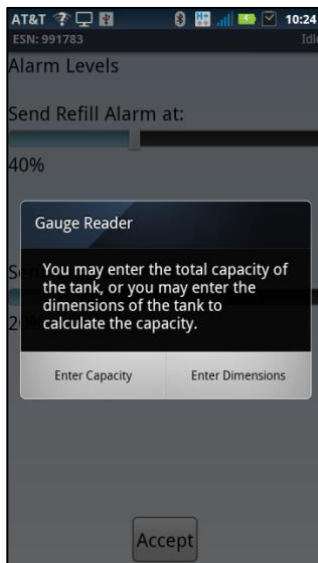 AT&T 10:24
ESN: 991783 Idle
Alarm Levels
Send Refill Alarm at:
40%
Gauge Reader
You may enter the total capacity of
the tank, or you may enter the
dimensions of the tank to
calculate the capacity.
Enter Capacity Enter Dimensions
Accept